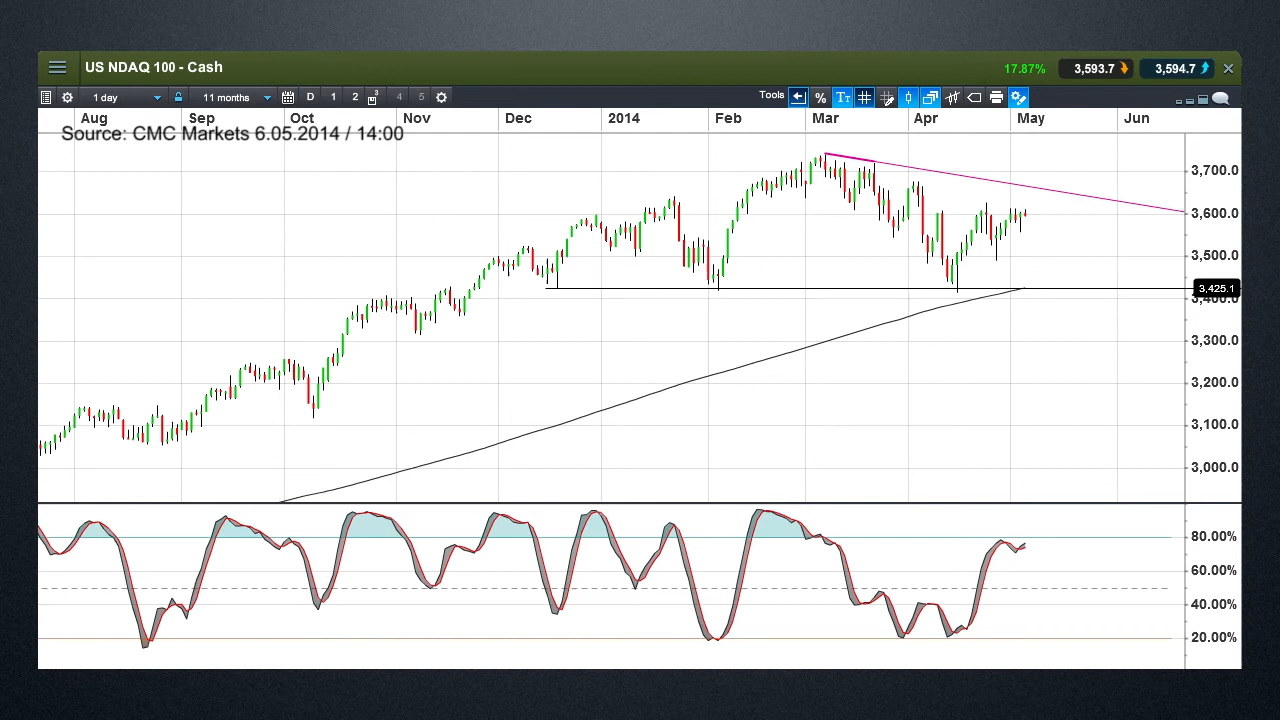 US NDAQ 100 - Cash
17.87%
3,593.7
3,594.7
1 day
11 months
D
1
2
3
4
5
Tools
%
Aug
Sep
Oct
Nov
Dec
2014
Feb
Mar
Apr
May
Jun
Source: CMC Markets 6.05.2014 / 14:00
3,700.0
3,600.0
3,500.0
3,425.1
3,400.0
3,300.0
3,200.0
3,100.0
3,000.0
80.00%
60.00%
40.00%
20.00%